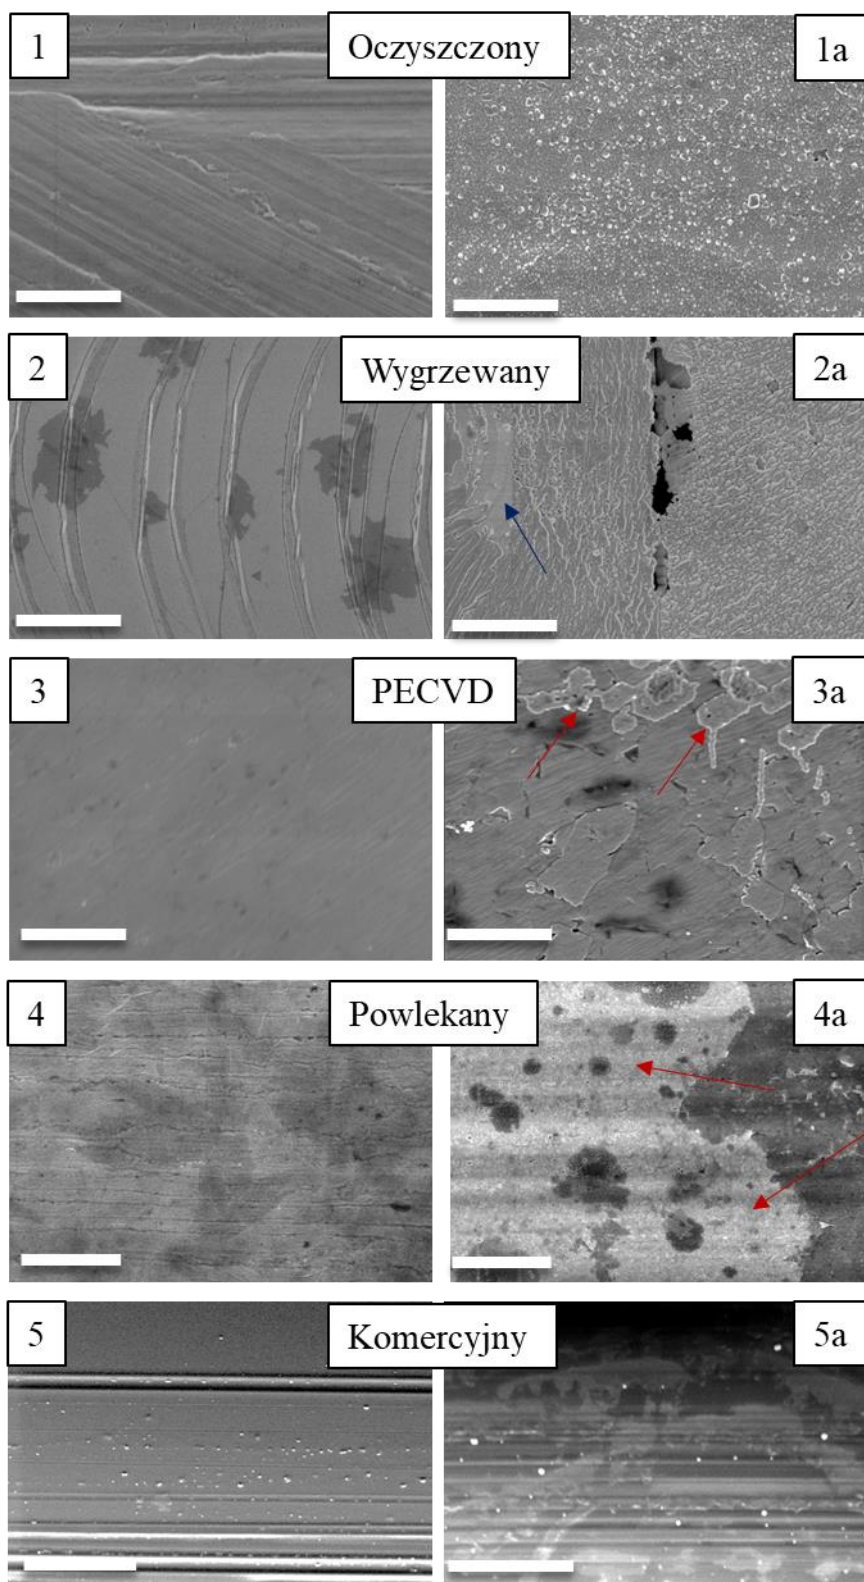 1
Oczyszczony
1a
2
Wygrzewany
2a
3
PECVD
3a
4
Powlekany
4a
5
Komercyjny
5a